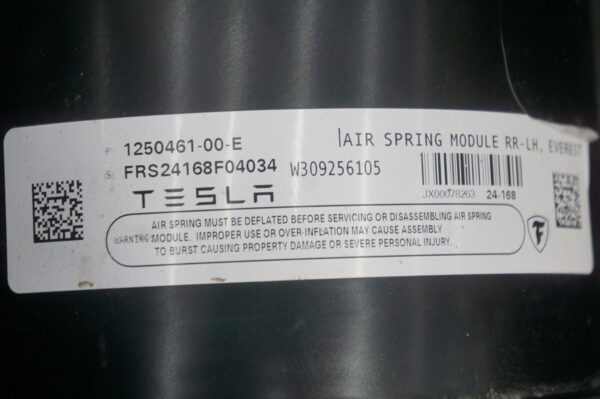 P: 1250461-00-E
AIR SPRING MODULE RR-LH, EVEREST
S: FRS24168F04034 W309256105
TESLA
JX00078263 24-168
AIR SPRING MUST BE DEFLATED BEFORE SERVICING OR DISASSEMBLING AIR SPRING
WARNING: MODULE. IMPROPER USE OR OVER-INFLATION MAY CAUSE ASSEMBLY
TO BURST CAUSING PROPERTY DAMAGE OR SEVERE PERSONAL INJURY.
F